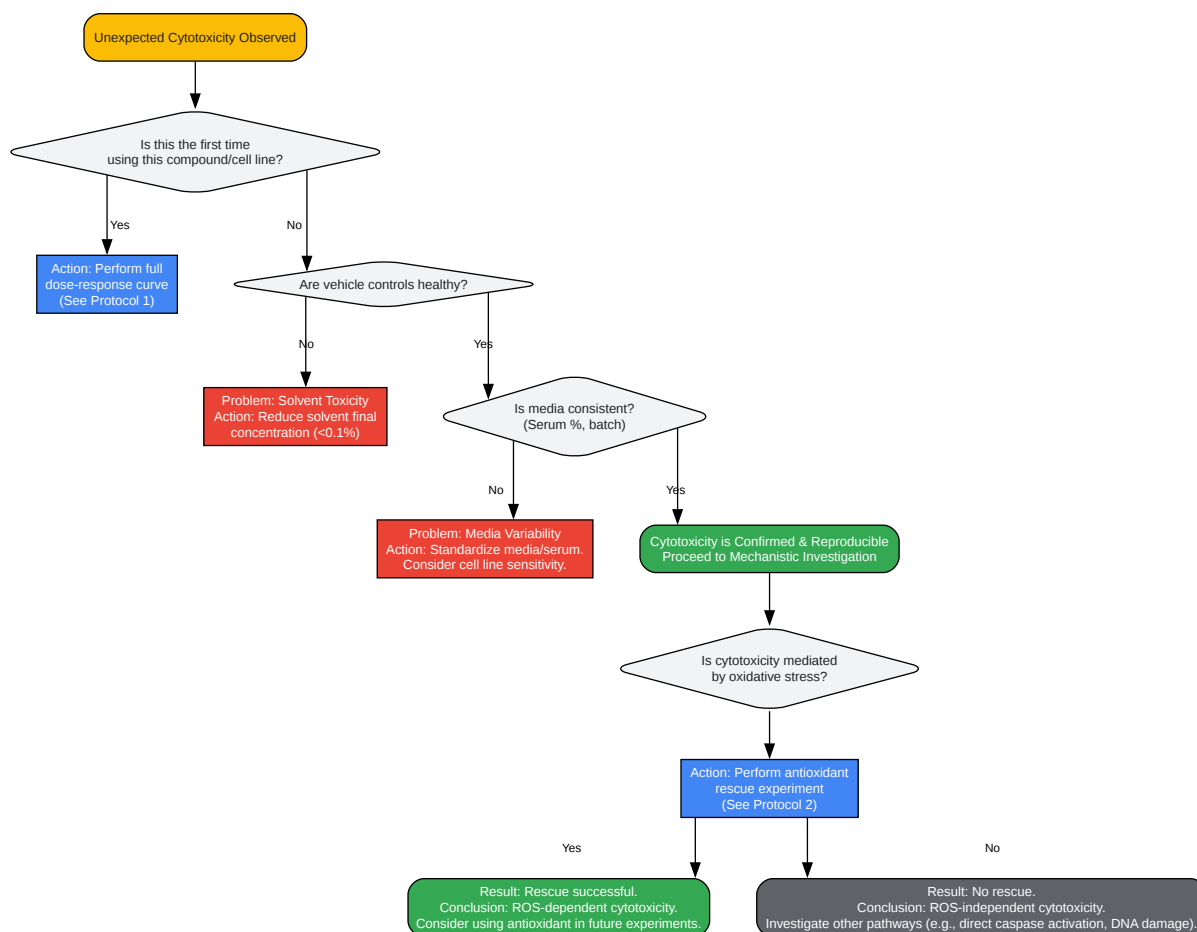 Unexpected Cytotoxicity Observed
Is this the first time
using this compound/cell line?
Yes
No
Action: Perform full
dose-response curve
(See Protocol 1)
Are vehicle controls healthy?
No
Yes
Problem: Solvent Toxicity
Action: Reduce solvent final
concentration (<0.1%)
Is media consistent?
(Serum %, batch)
No
Yes
Problem: Media Variability
Action: Standardize media/serum.
Consider cell line sensitivity.
Cytotoxicity is Confirmed & Reproducible
Proceed to Mechanistic Investigation
Is cytotoxicity mediated
by oxidative stress?
Action: Perform antioxidant
rescue experiment
(See Protocol 2)
Yes
No
Result: Rescue successful.
Conclusion: ROS-dependent cytotoxicity.
Consider using antioxidant in future experiments.
Result: No rescue.
Conclusion: ROS-independent cytotoxicity.
Investigate other pathways (e.g., direct caspase activation, DNA damage).